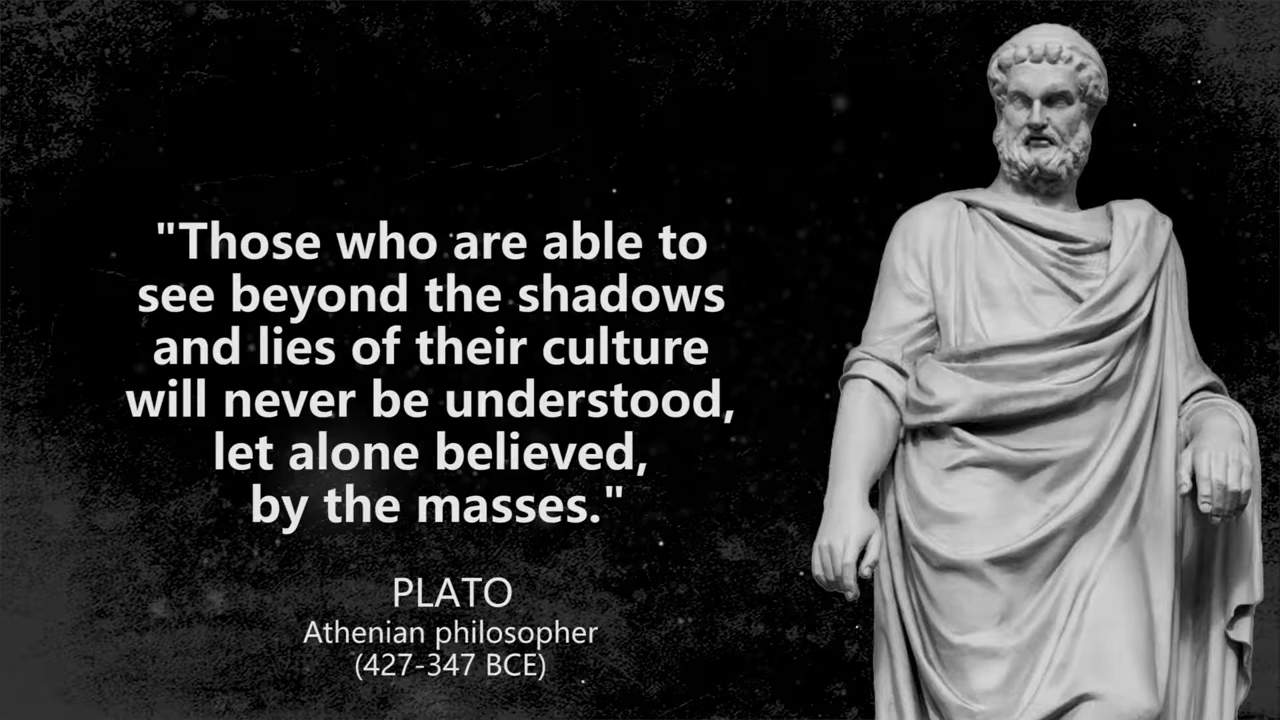 "Those who are able to
see beyond the shadows
and lies of their culture
will never be understood,
let alone believed,
by the masses."
PLATO
Athenian philosopher
(427-347 BCE)